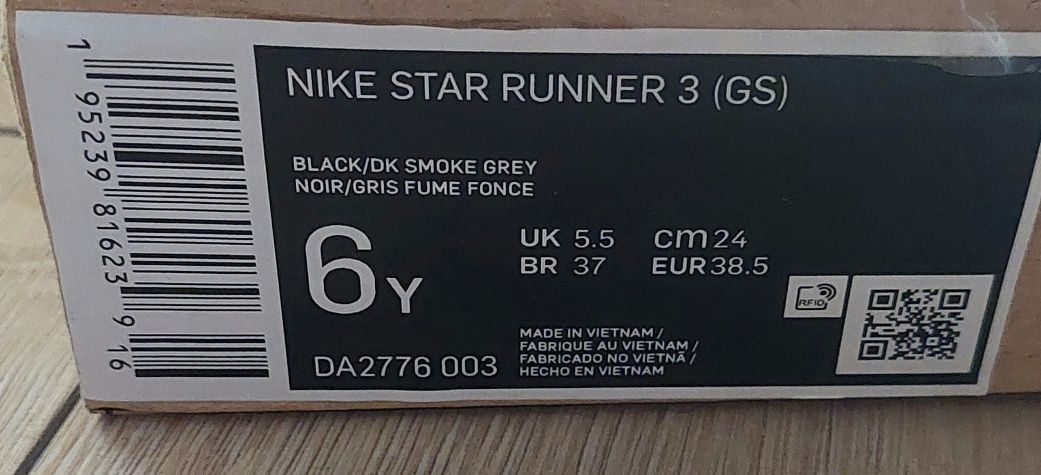 1 95239 81623 9 16
NIKE STAR RUNNER 3 (GS)
BLACK/DK SMOKE GREY
NOIR/GRIS FUME FONCE
6Y
UK 5.5 cm 24
BR 37 EUR 38.5
RFID
MADE IN VIETNAM /
FABRIQUE AU VIETNAM /
FABRICADO NO VIETNÃ /
HECHO EN VIETNAM
DA2776 003